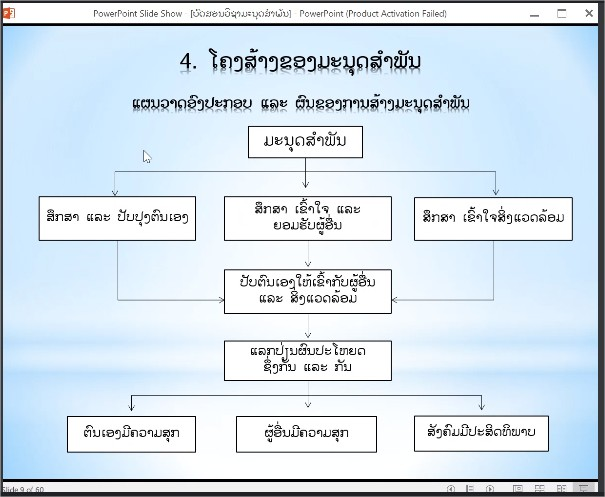 PowerPoint Slide Show - [ບົດສອນວິຊາມະນຸດສຳພັນ] - PowerPoint (Product Activation Failed)
4. ໂຄງສ້າງຂອງມະນຸດສຳພັນ
ແຜນວາດອົງປະກອບ ແລະ ຜົນຂອງການສ້າງມະນຸດສຳພັນ
ມະນຸດສຳພັນ
ສຶກສາ ແລະ ປັບປຸງຕົນເອງ
ສຶກສາ ເຂົ້າໃຈ ແລະ
ຍອມຮັບຜູ້ອື່ນ
ສຶກສາ ເຂົ້າໃຈສິ່ງແວດລ້ອມ
ປັບຕົນເອງໃຫ້ເຂົ້າກັບຜູ້ອື່ນ
ແລະ ສິ່ງແວດລ້ອມ
ແລກປ່ຽນຜົນປະໂຫຍດ
ຊຶ່ງກັນ ແລະ ກັນ
ຕົນເອງມີຄວາມສຸກ
ຜູ້ອື່ນມີຄວາມສຸກ
ສັງຄົມມີປະສິດທິພາບ
Slide 9 of 60